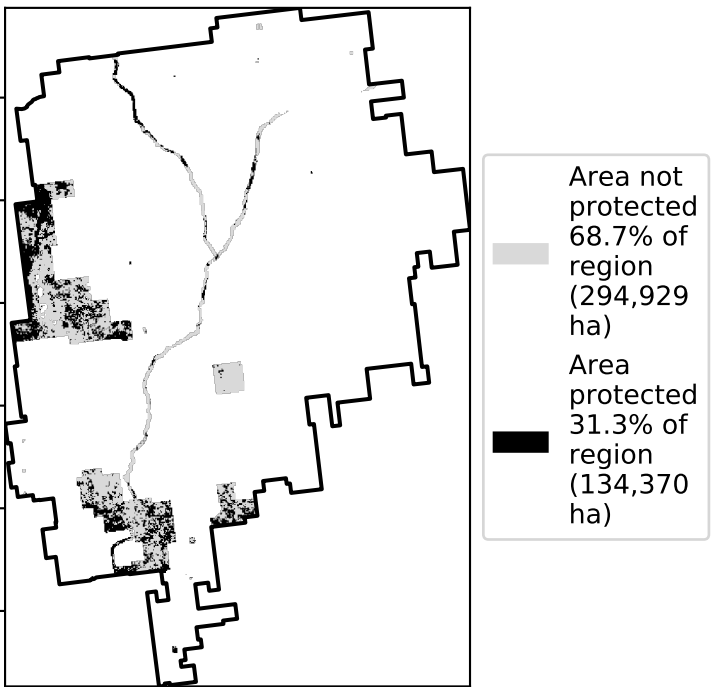 Area not
protected
68.7% of
region
(294,929
ha)
Area
protected
31.3% of
region
(134,370
ha)